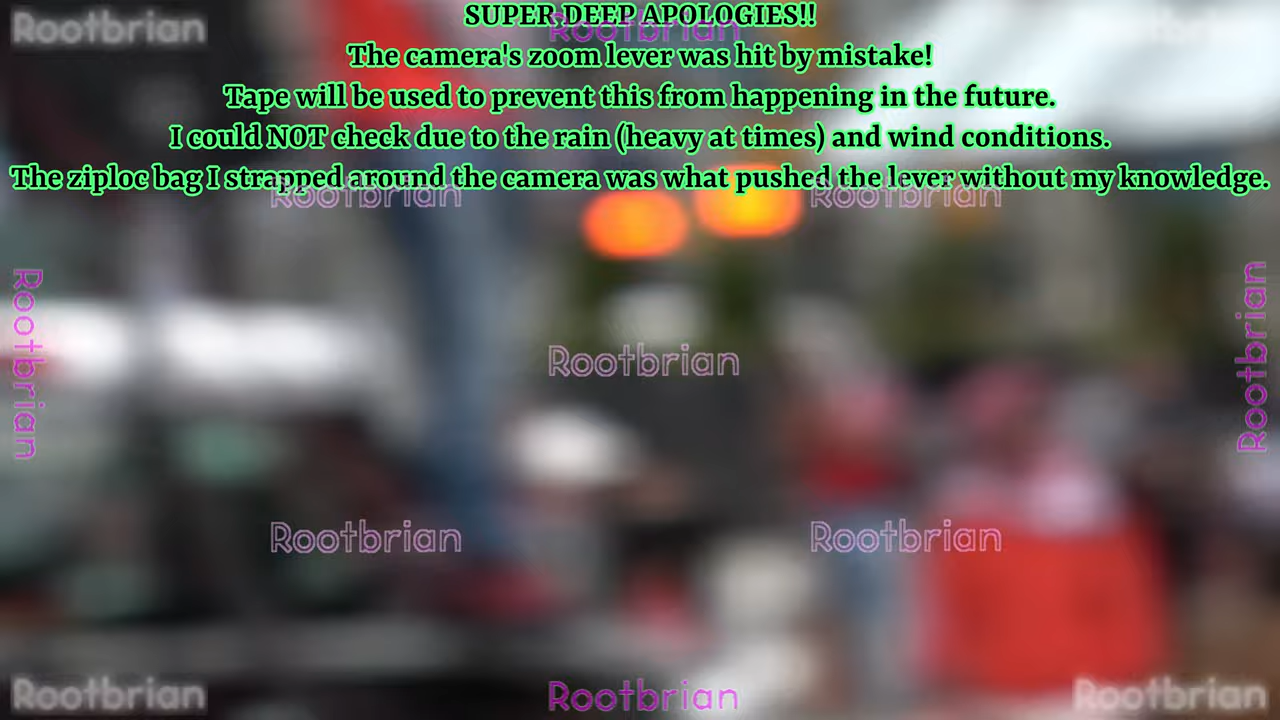 Rootbrian
SUPER DEEP APOLOGIES!!
Rootbrian
Rootbrian
The camera's zoom lever was hit by mistake!
Tape will be used to prevent this from happening in the future.
I could NOT check due to the rain (heavy at times) and wind conditions.
The ziploc bag I strapped around the camera was what pushed the lever without my knowledge.
Rootbrian
Rootbrian
Rootbrian
Rootbrian
Rootbrian
Rootbrian
Rootbrian
Rootbrian
Rootbrian
Rootbrian